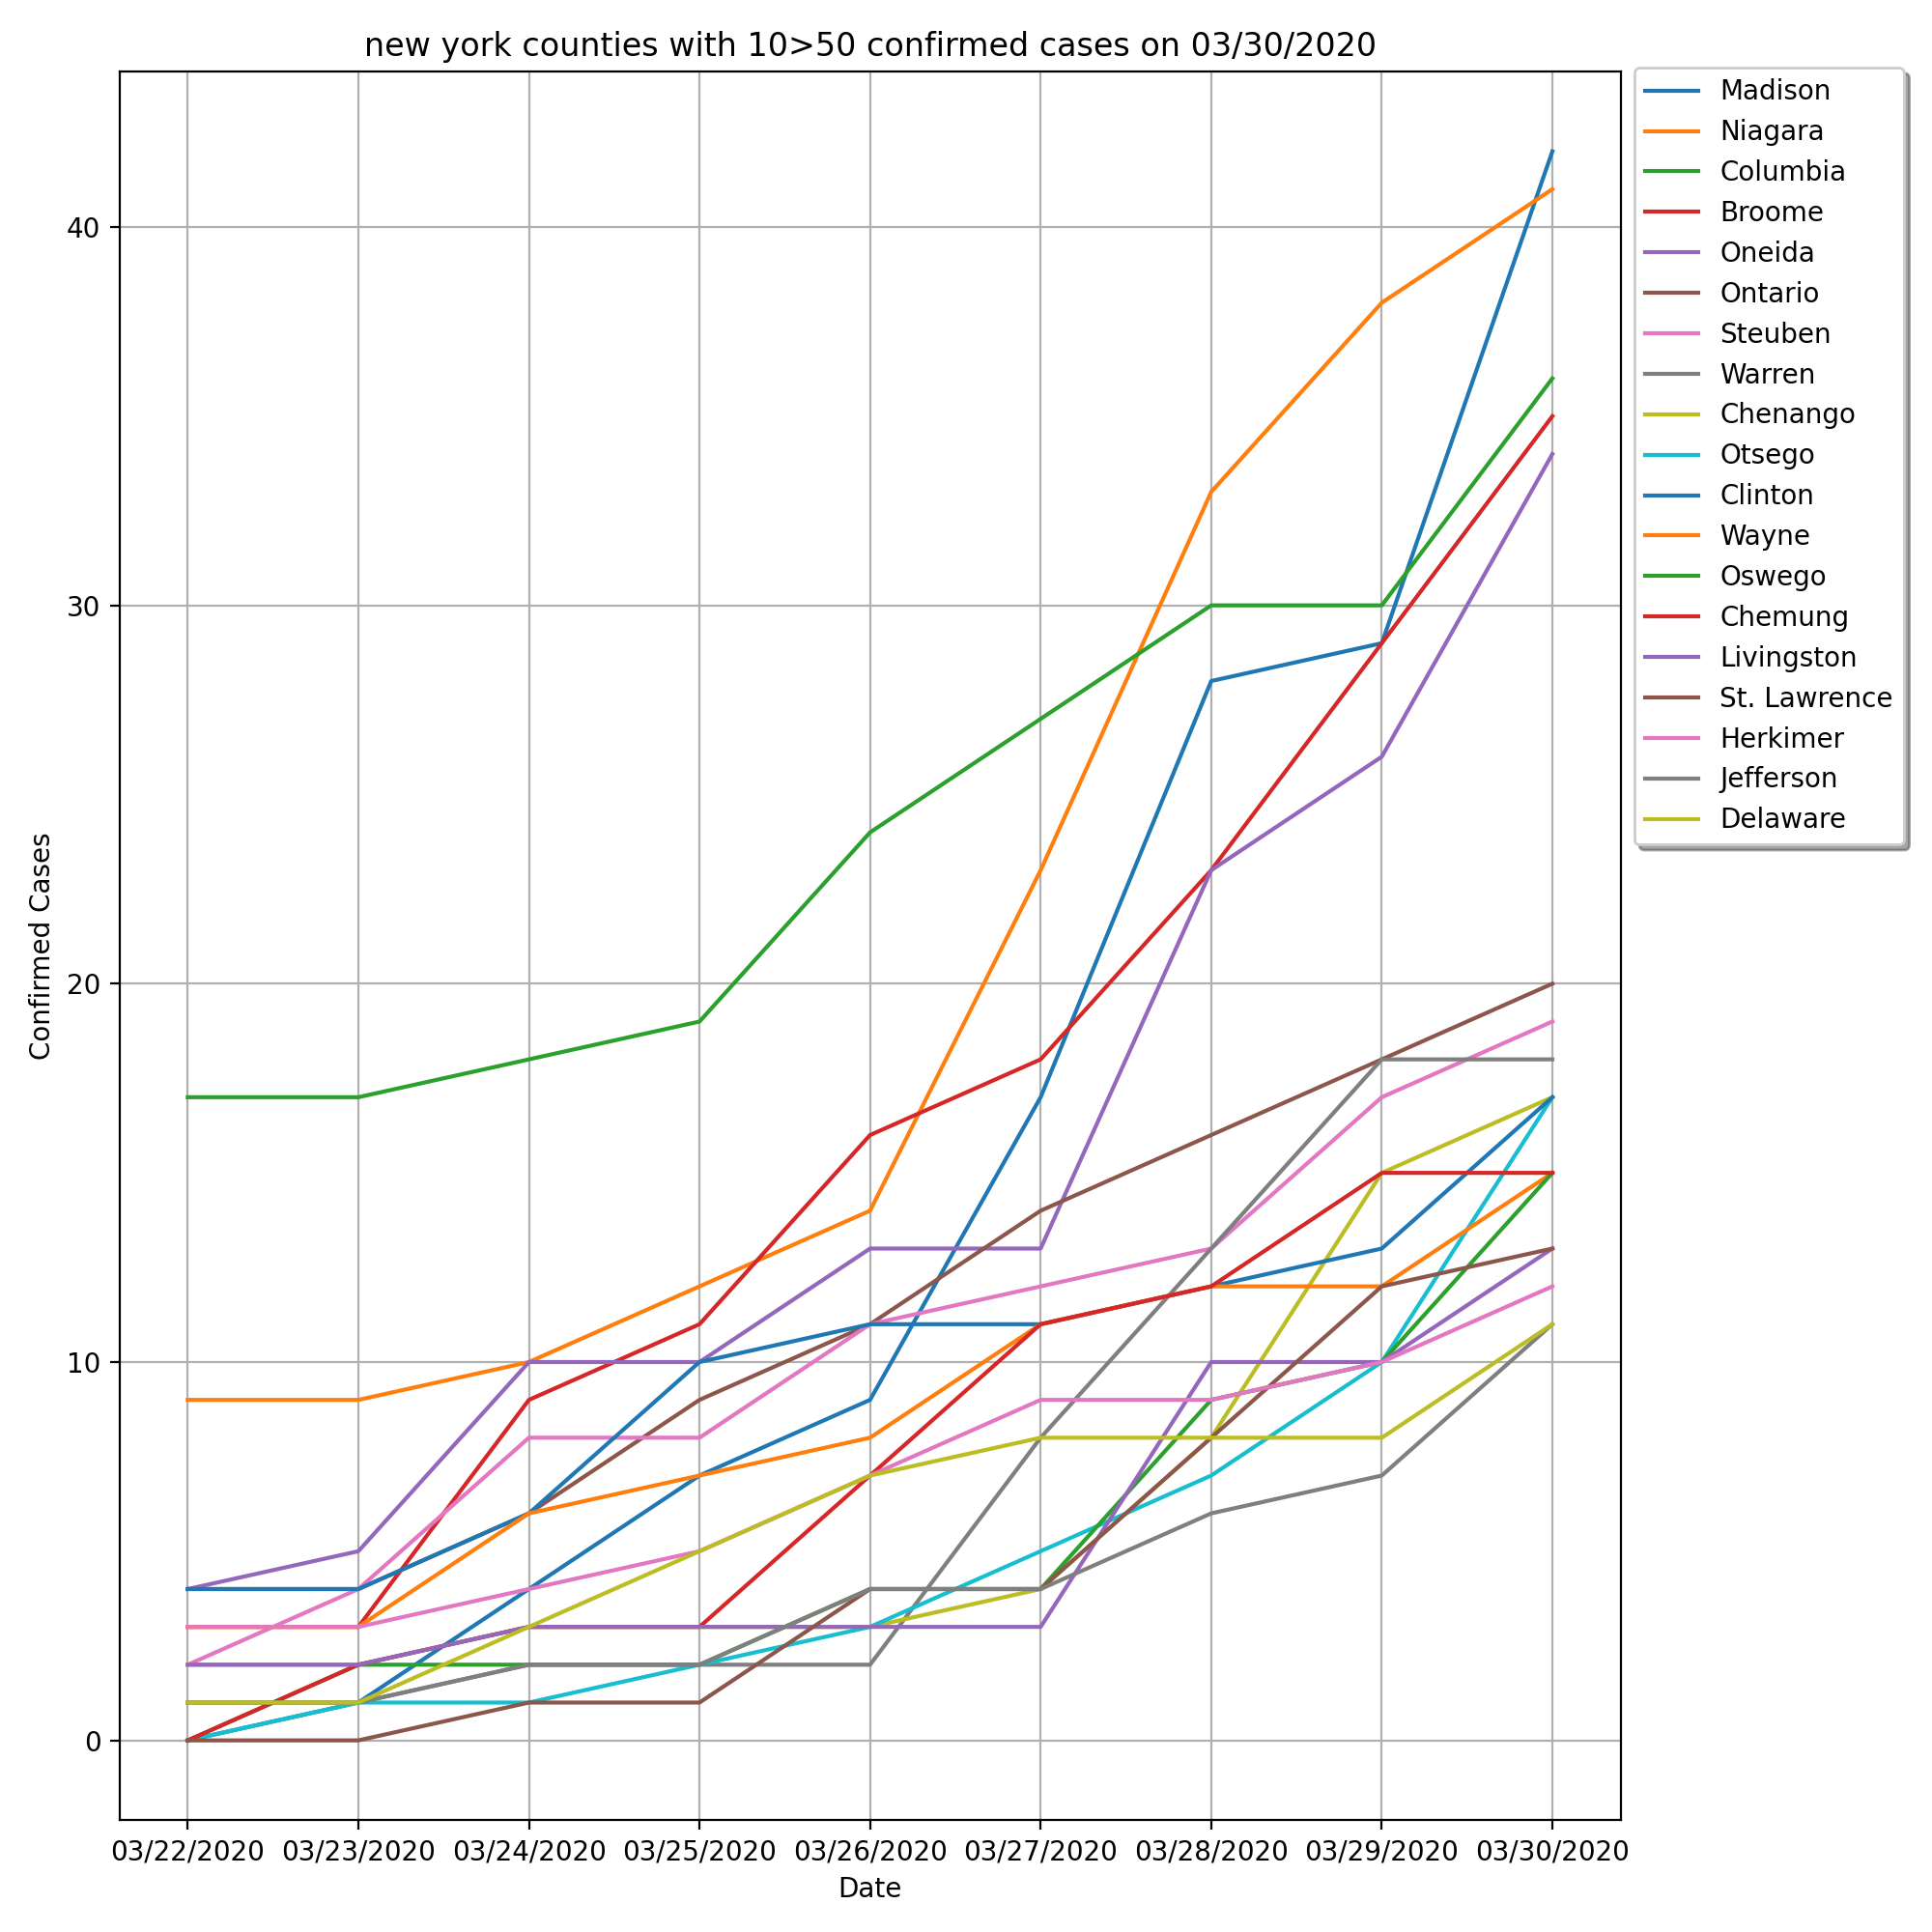 new york counties with 10>50 confirmed cases on 03/30/2020
Madison
Niagara
Columbia
Broome
Oneida
Ontario
Steuben
Warren
Chenango
Otsego
Clinton
Wayne
Oswego
Chemung
Livingston
St. Lawrence
Herkimer
Jefferson
Delaware
Confirmed Cases
40
30
20
10
0
03/22/2020 03/23/2020 03/24/2020 03/25/2020 03/26/2020 03/27/2020 03/28/2020 03/29/2020 03/30/2020
Date